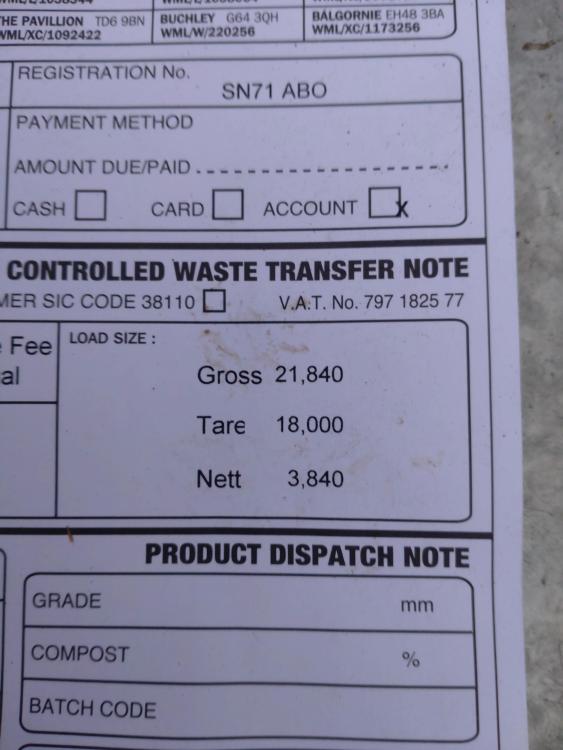 THE PAVILLION TD6 9BN BUCHLEY G64 3QH BALGORNIE EH48 3BA
WML/XC/1092422 WML/W/220256 WML/XC/1173256
REGISTRATION No.
SN71 ABO
PAYMENT METHOD
AMOUNT DUE/PAID
CASH CARD ACCOUNT X
CONTROLLED WASTE TRANSFER NOTE
MER SIC CODE 38110 V.A.T. No. 797 1825 77
Fee
al
LOAD SIZE :
Gross 21,840
Tare 18,000
Nett 3,840
PRODUCT DISPATCH NOTE
GRADE mm
COMPOST %
BATCH CODE